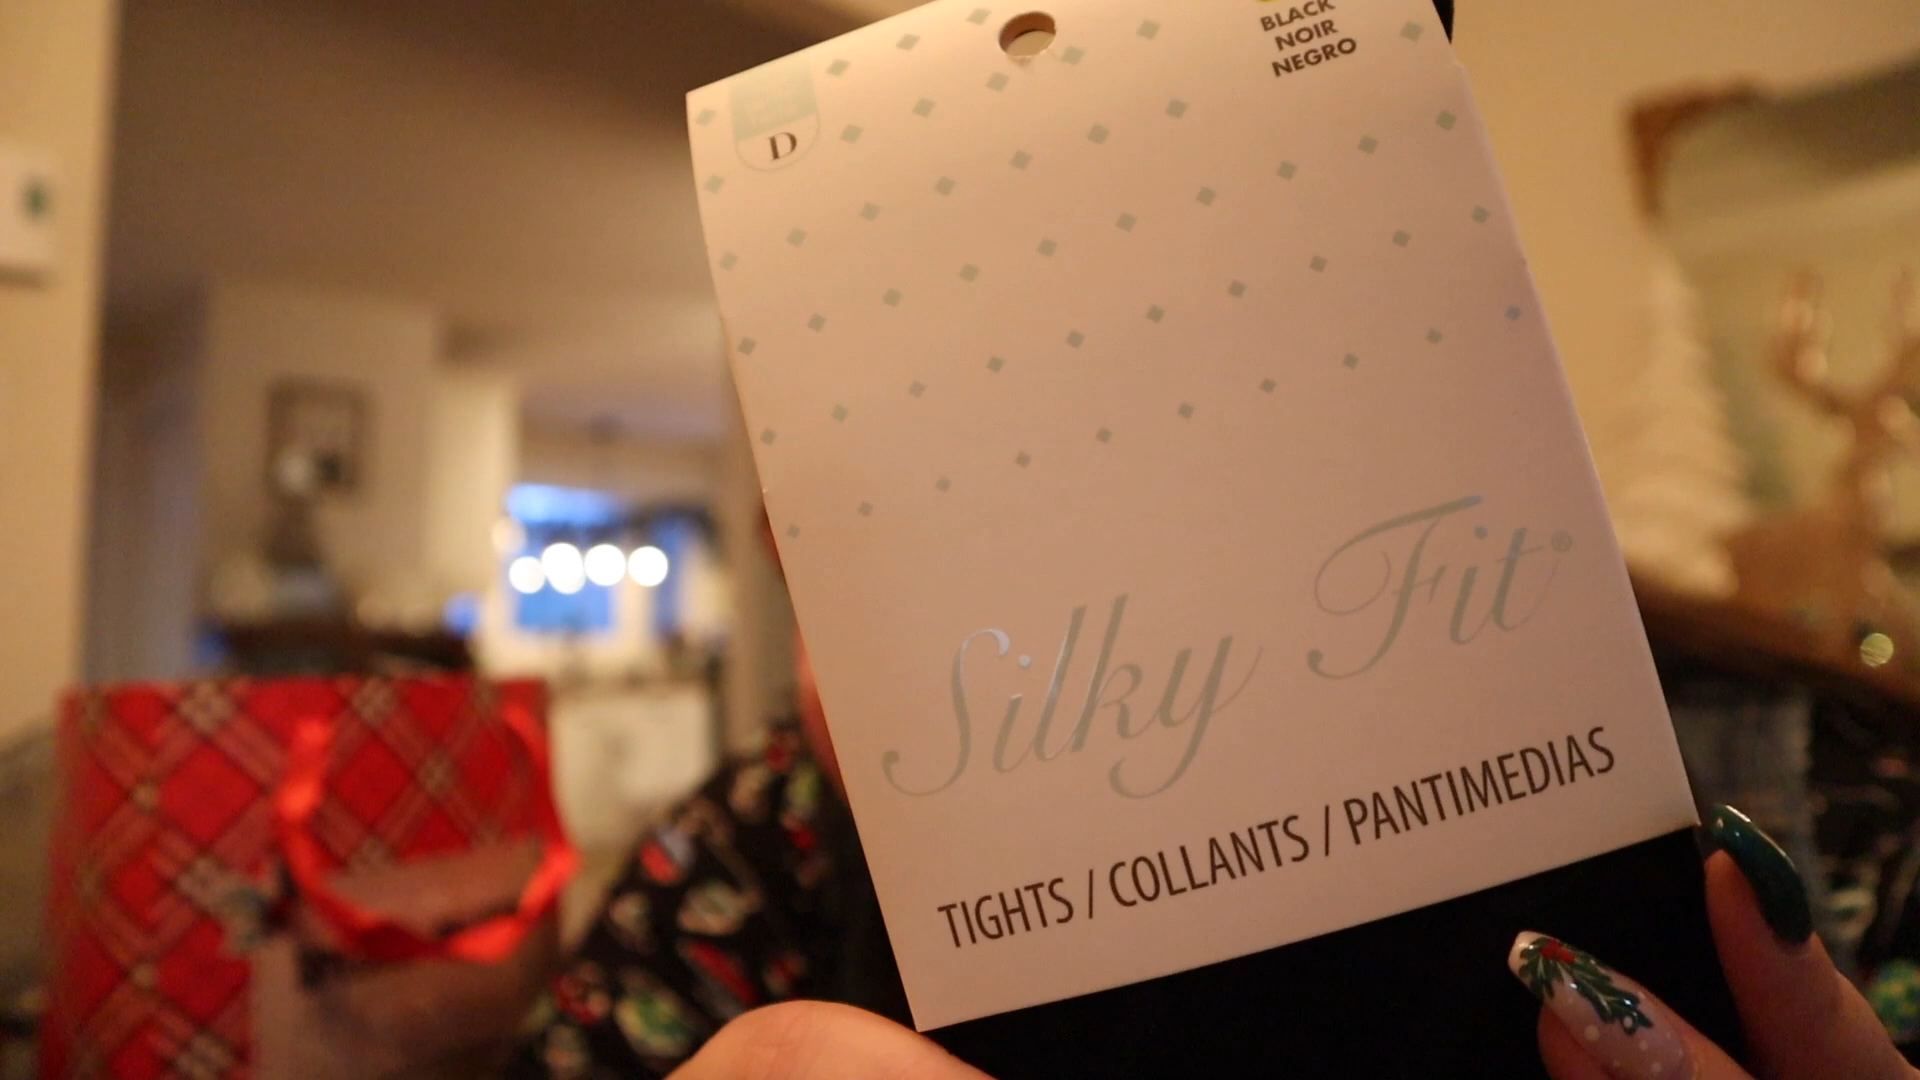 BLACK
NOIR
NEGRO
D
Silky Fit®
TIGHTS / COLLANTS / PANTIMEDIAS